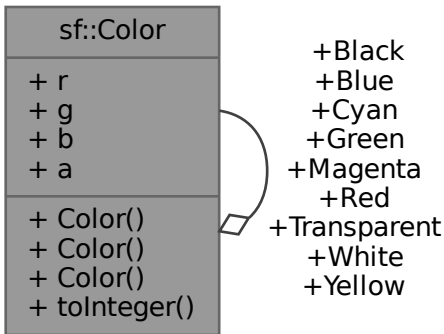 sf::Color
+ r
+ g
+ b
+ a
+ Color()
+ Color()
+ Color()
+ toInteger()
+Black
+Blue
+Cyan
+Green
+Magenta
+Red
+Transparent
+White
+Yellow